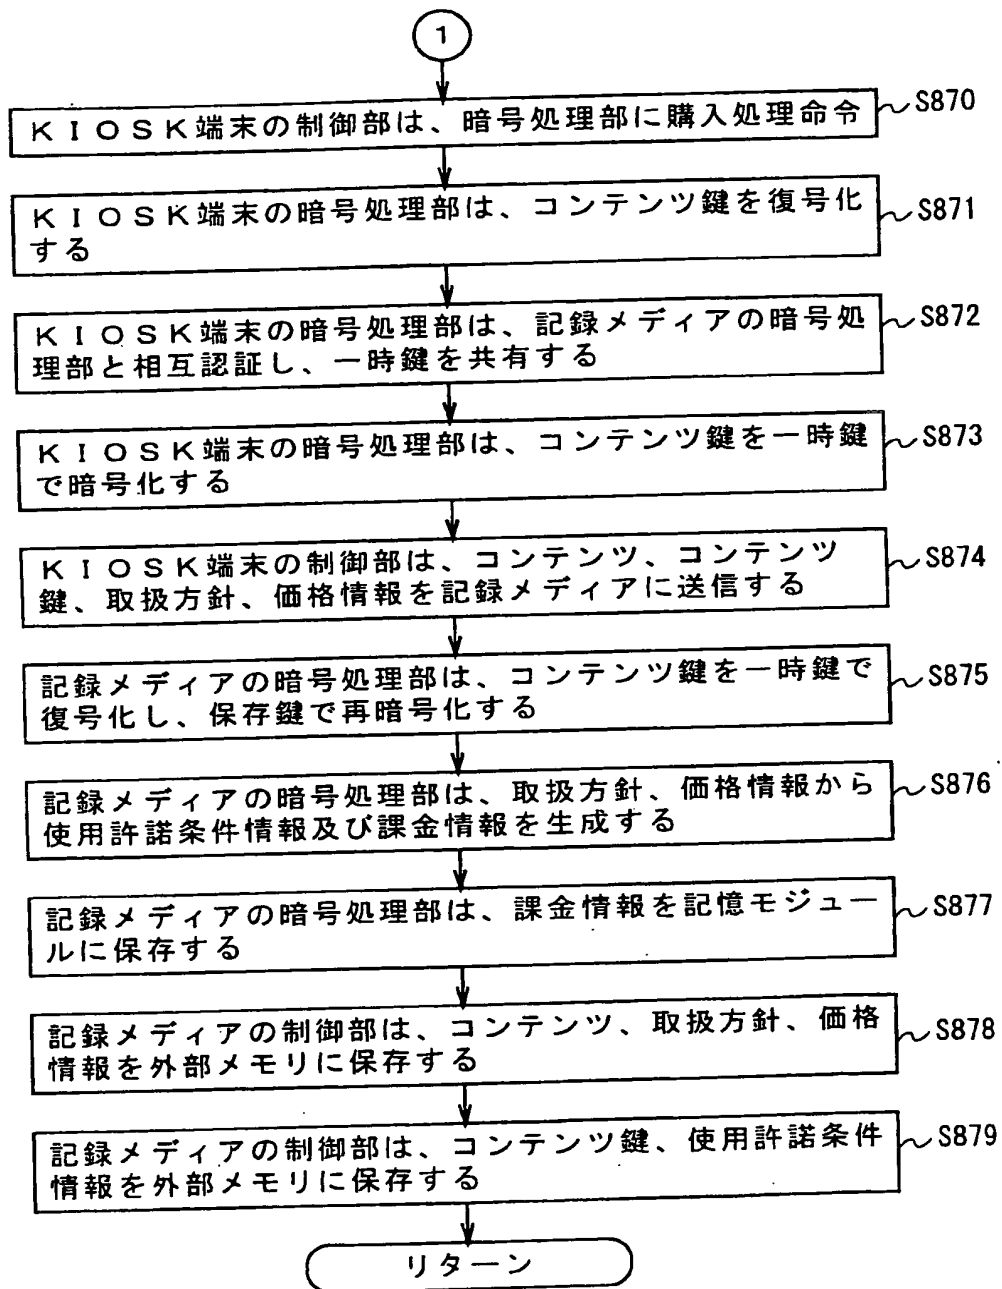 1
KIOSK端末の制御部は、暗号処理部に購入処理命令
S870
KIOSK端末の暗号処理部は、コンテンツ鍵を復号化
する
S871
KIOSK端末の暗号処理部は、記録メディアの暗号処
理部と相互認証し、一時鍵を共有する
S872
KIOSK端末の暗号処理部は、コンテンツ鍵を一時鍵
で暗号化する
S873
KIOSK端末の制御部は、コンテンツ、コンテンツ
鍵、取扱方針、価格情報を記録メディアに送信する
S874
記録メディアの暗号処理部は、コンテンツ鍵を一時鍵で
復号化し、保存鍵で再暗号化する
S875
記録メディアの暗号処理部は、取扱方針、価格情報から
使用許諾条件情報及び課金情報を生成する
S876
記録メディアの暗号処理部は、課金情報を記憶モジュー
ルに保存する
S877
記録メディアの制御部は、コンテンツ、取扱方針、価格
情報を外部メモリに保存する
S878
記録メディアの制御部は、コンテンツ鍵、使用許諾条件
情報を外部メモリに保存する
S879
リターン